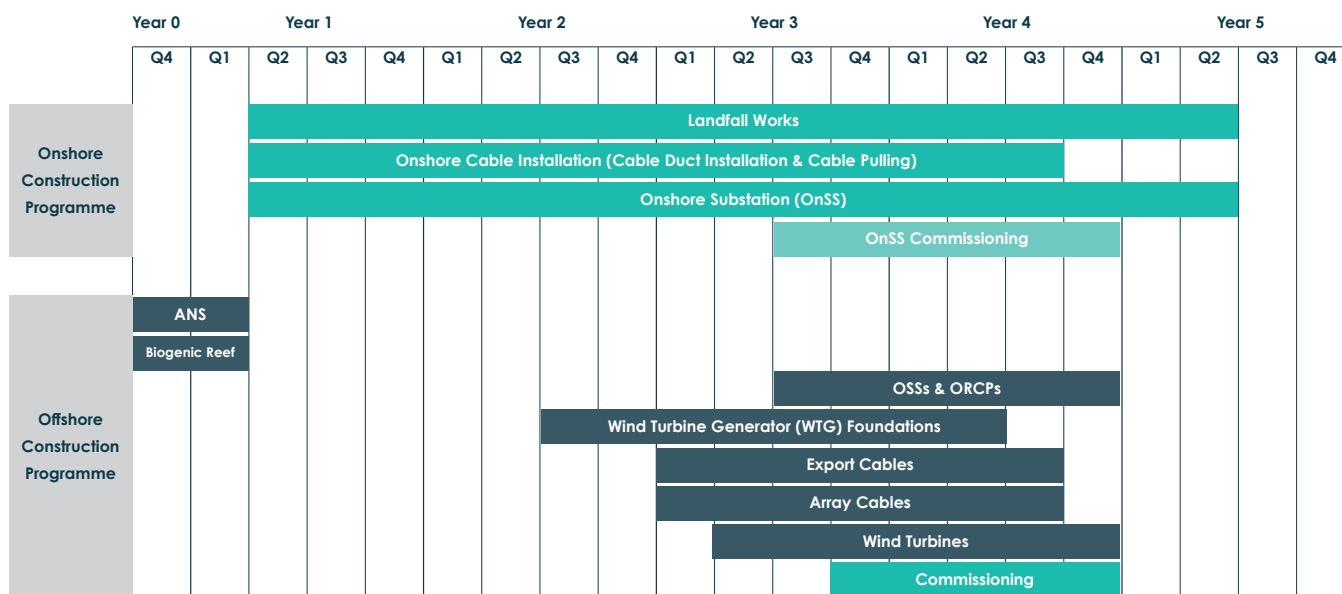 Year 0 Year 1 Year 2 Year 3 Year 4 Year 5
Q4 Q1 Q2 Q3 Q4 Q1 Q2 Q3 Q4 Q1 Q2 Q3 Q4 Q1 Q2 Q3 Q4 Q1 Q2 Q3 Q4
Onshore
Construction
Programme
Landfall Works
Onshore Cable Installation (Cable Duct Installation & Cable Pulling)
Onshore Substation (OnSS)
OnSS Commissioning
Offshore
Construction
Programme
ANS
Biogenic Reef
OSSs & ORCPs
Wind Turbine Generator (WTG) Foundations
Export Cables
Array Cables
Wind Turbines
Commissioning